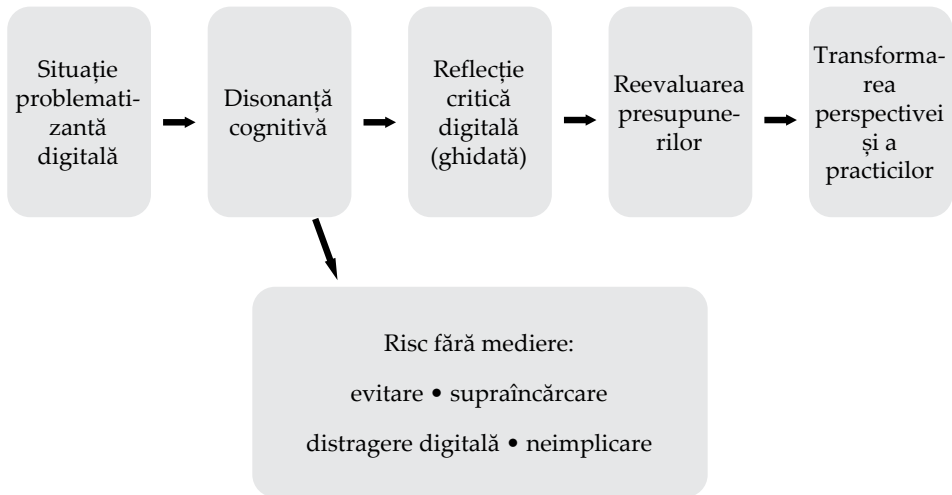 Situație
problemati-
zantă
digitală
Disonanță
cognitivă
Reflecție
critică
digitală
(ghidată)
Reevaluarea
presupune-
rilor
Transforma-
rea
perspectivei
și a
practicilor
Risc fără mediere:
evitare • supraîncărcare
distragere digitală • neimplicare